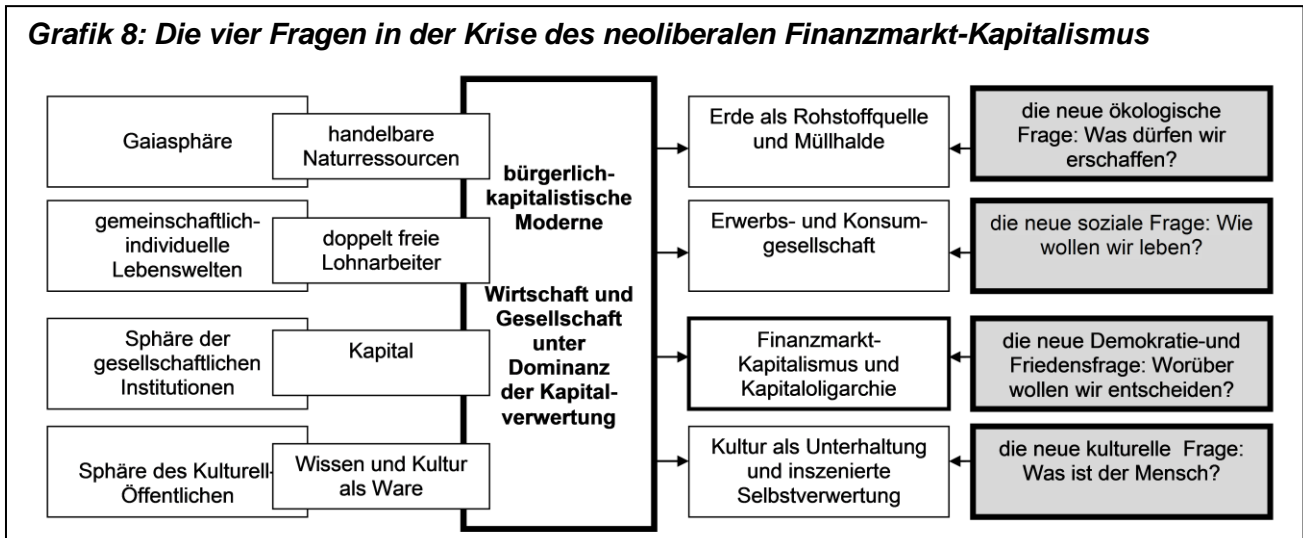 Grafik 8: Die vier Fragen in der Krise des neoliberalen Finanzmarkt-Kapitalismus
Gaiasphäre
handelbare
Naturressourcen
gemeinschaftlich-
individuelle
Lebenswelten
doppelt freie
Lohnarbeiter
Sphäre der
gesellschaftlichen
Institutionen
Kapital
Sphäre des Kulturell-
Öffentlichen
Wissen und Kultur
als Ware
bürgerlich-
kapitalistische
Moderne
Wirtschaft und
Gesellschaft
unter
Dominanz
der Kapital-
verwertung
Erde als Rohstoffquelle
und Müllhalde
Erwerbs- und Konsum-
gesellschaft
Finanzmarkt-
Kapitalismus und
Kapitaloligarchie
Kultur als Unterhaltung
und inszenierte
Selbstverwertung
die neue ökologische
Frage: Was dürfen wir
erschaffen?
die neue soziale Frage: Wie
wollen wir leben?
die neue Demokratie-und
Friedensfrage: Worüber
wollen wir entscheiden?
die neue kulturelle Frage:
Was ist der Mensch?